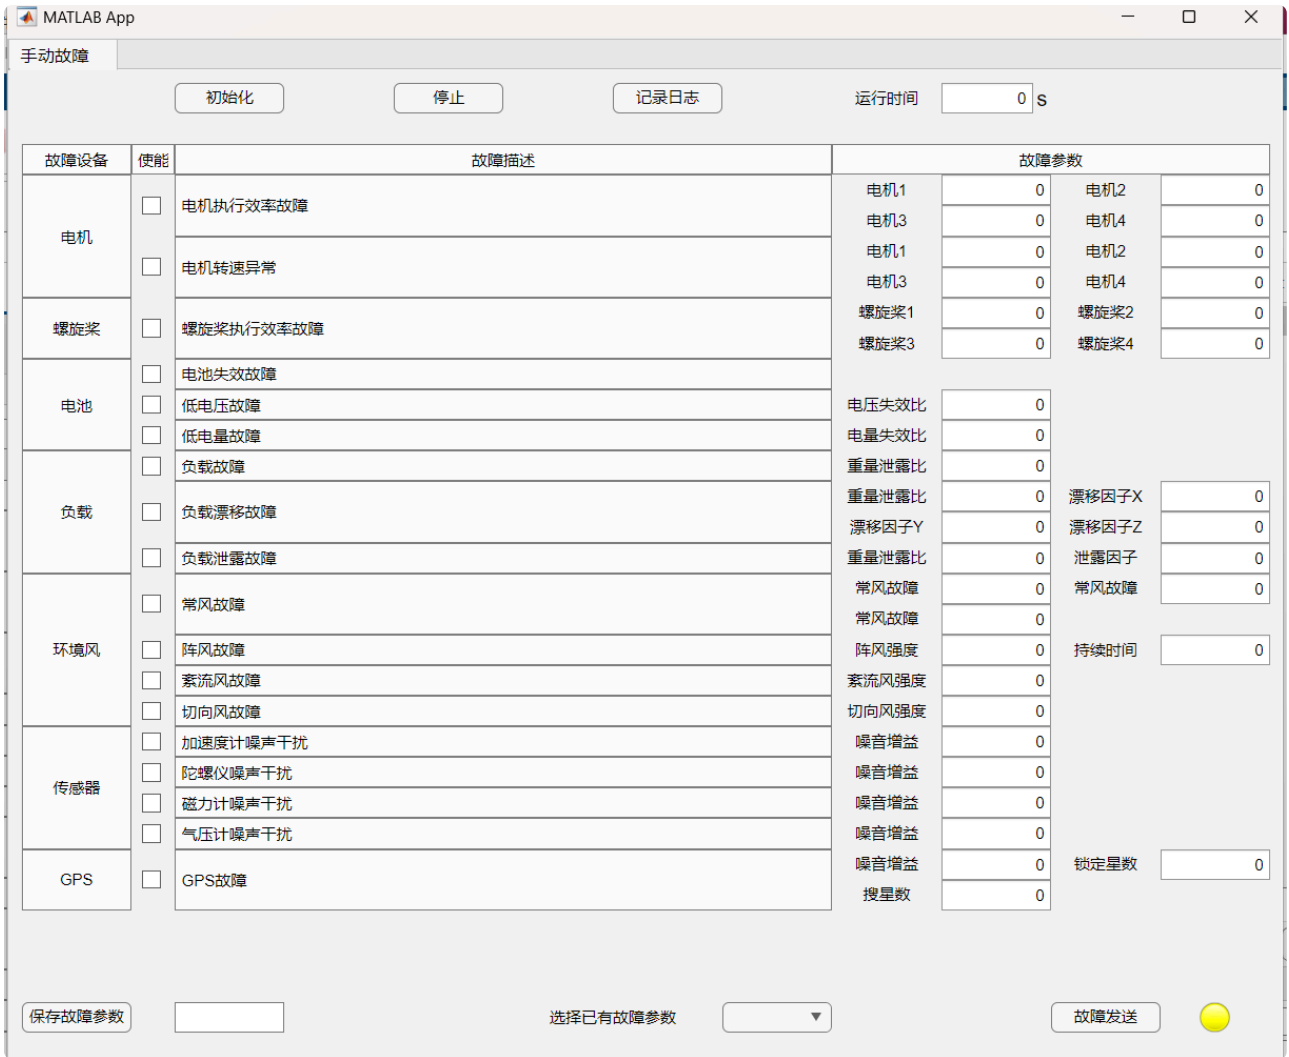 MATLAB App
手动故障
初始化 停止 记录日志 运行时间 0 s
故障设备 使能 故障描述 故障参数
电机
电机执行效率故障
电机1 0 电机2 0
电机3 0 电机4 0
电机转速异常
电机1 0 电机2 0
电机3 0 电机4 0
螺旋桨
螺旋桨执行效率故障
螺旋桨1 0 螺旋桨2 0
螺旋桨3 0 螺旋桨4 0
电池
电池失效故障
低电压故障 电压失效比 0
低电量故障 电量失效比 0
负载
负载故障 重量泄露比 0
负载漂移故障
重量泄露比 0 漂移因子X 0
漂移因子Y 0 漂移因子Z 0
负载泄露故障 重量泄露比 0 泄露因子 0
环境风
常风故障
常风故障 0 常风故障 0
常风故障 0
阵风故障 阵风强度 0 持续时间 0
紊流风故障 紊流风强度 0
切向风故障 切向风强度 0
传感器
加速度计噪声干扰 噪音增益 0
陀螺仪噪声干扰 噪音增益 0
磁力计噪声干扰 噪音增益 0
气压计噪声干扰 噪音增益 0
GPS
GPS故障
噪音增益 0 锁定星数 0
搜星数 0
保存故障参数 选择已有故障参数 故障发送